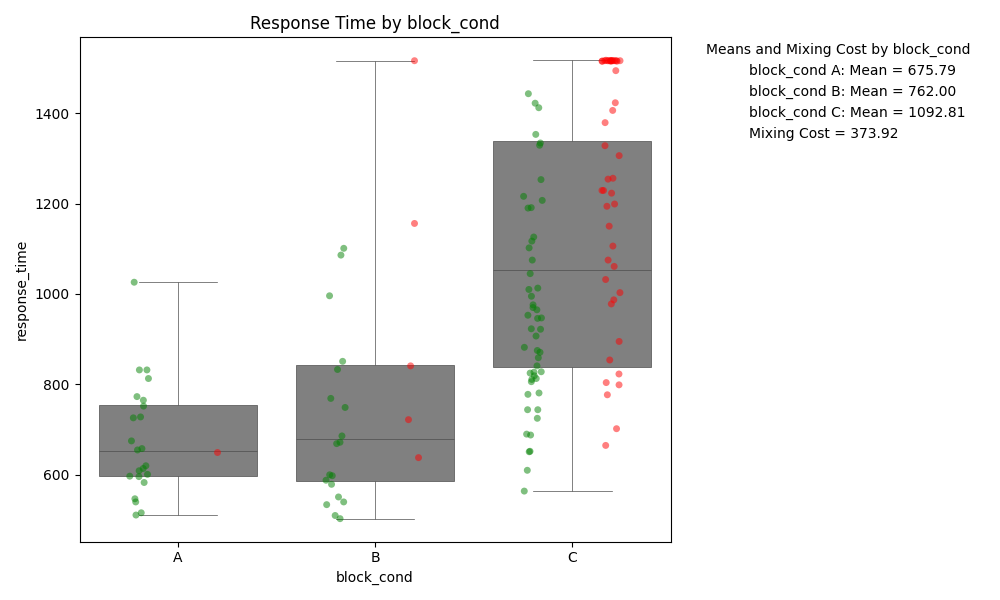 Response Time by block_cond
Means and Mixing Cost by block_cond
block_cond A: Mean = 675.79
block_cond B: Mean = 762.00
block_cond C: Mean = 1092.81
Mixing Cost = 373.92
response_time
1400
1200
1000
800
600
A
B
C
block_cond